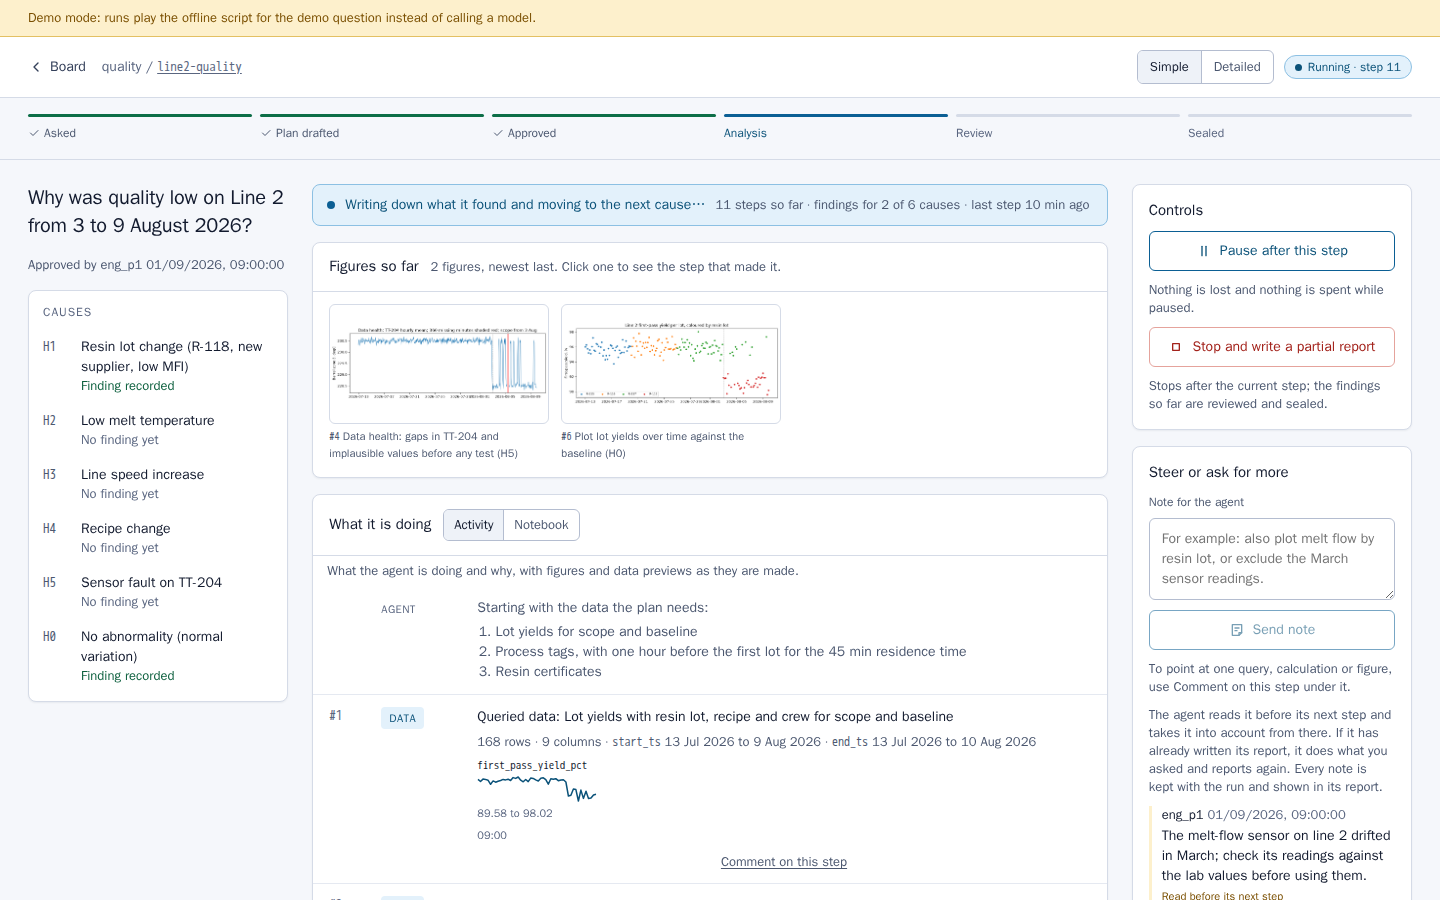 Demo mode: runs play the offline script for the demo question instead of calling a model.
Board quality / line2-quality
Simple Detailed Running · step 11
Asked Plan drafted Approved Analysis Review Sealed
Why was quality low on Line 2
from 3 to 9 August 2026?
Approved by eng_p1 01/09/2026, 09:00:00
CAUSES
H1 Resin lot change (R-118, new
supplier, low MFI)
Finding recorded
H2 Low melt temperature
No finding yet
H3 Line speed increase
No finding yet
H4 Recipe change
No finding yet
H5 Sensor fault on TT-204
No finding yet
H0 No abnormality (normal
variation)
Finding recorded
Writing down what it found and moving to the next cause··· 11 steps so far · findings for 2 of 6 causes · last step 10 min ago
Figures so far 2 figures, newest last. Click one to see the step that made it.
Line 2 first-pass yield per lot, coloured by resin lot
#4 Data health: gaps in TT-204 and
implausible values before any test (H5)
#6 Plot lot yields over time against the
baseline (H0)
What it is doing Activity Notebook
What the agent is doing and why, with figures and data previews as they are made.
AGENT Starting with the data the plan needs:
1. Lot yields for scope and baseline
2. Process tags, with one hour before the first lot for the 45 min residence time
3. Resin certificates
#1 DATA Queried data: Lot yields with resin lot, recipe and crew for scope and baseline
168 rows · 9 columns · start_ts 13 Jul 2026 to 9 Aug 2026 · end_ts 13 Jul 2026 to 10 Aug 2026
first_pass_yield_pct
89.58 to 98.02
09:00
Comment on this step
Controls
Pause after this step
Nothing is lost and nothing is spent while
paused.
Stop and write a partial report
Stops after the current step; the findings
so far are reviewed and sealed.
Steer or ask for more
Note for the agent
For example: also plot melt flow by
resin lot, or exclude the March
sensor readings.
Send note
To point at one query, calculation or figure,
use Comment on this step under it.
The agent reads it before its next step and
takes it into account from there. If it has
already written its report, it does what you
asked and reports again. Every note is
kept with the run and shown in its report.
eng_p1 01/09/2026, 09:00:00
The melt-flow sensor on line 2 drifted
in March; check its readings against
the lab values before using them.
Read before its next step